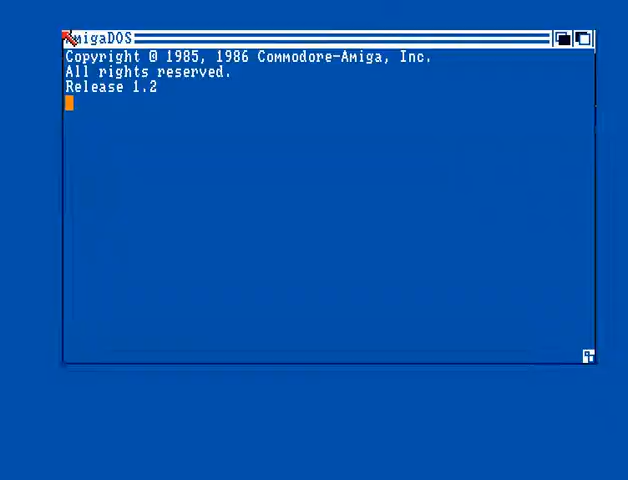 AmigaDOS
Copyright © 1985, 1986 Commodore-Amiga, Inc.
All rights reserved.
Release 1.2